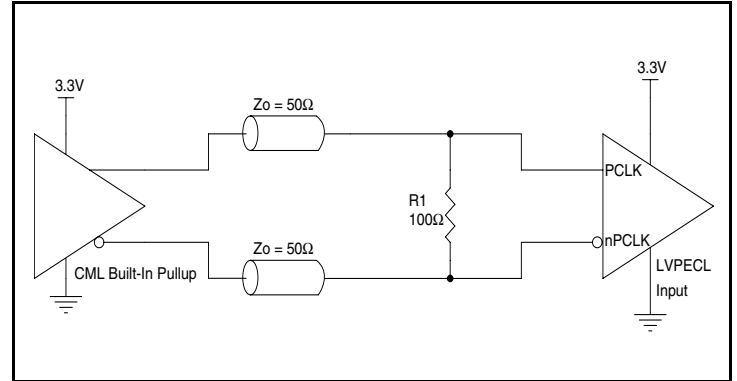 3.3V
3.3V
Zo = 50Ω
PCLK
R1
100Ω
nPCLK
Zo = 50Ω
CML Built-In Pullup
LVPECL
Input